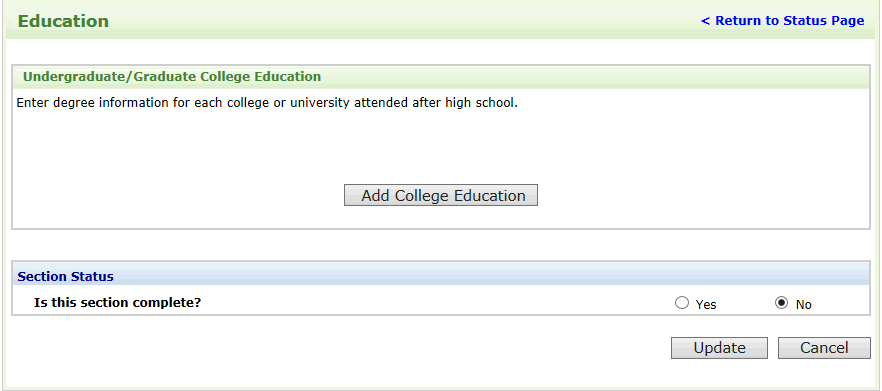 Education
< Return to Status Page
Undergraduate/Graduate College Education
Enter degree information for each college or university attended after high school.
Add College Education
Section Status
Is this section complete? Yes No
Update Cancel